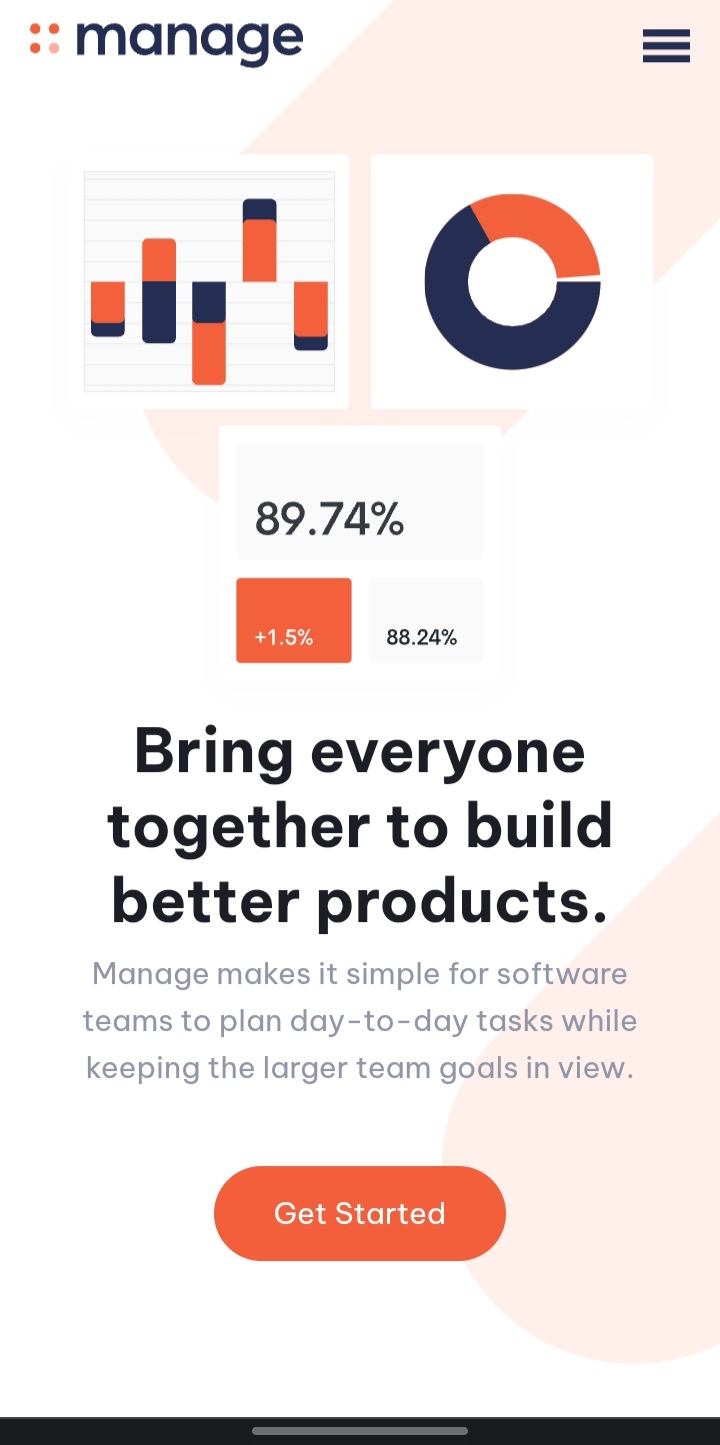 manage
89.74%
+1.5%
88.24%
Bring everyone
together to build
better products.
Manage makes it simple for software
teams to plan day-to-day tasks while
keeping the larger team goals in view.
Get Started